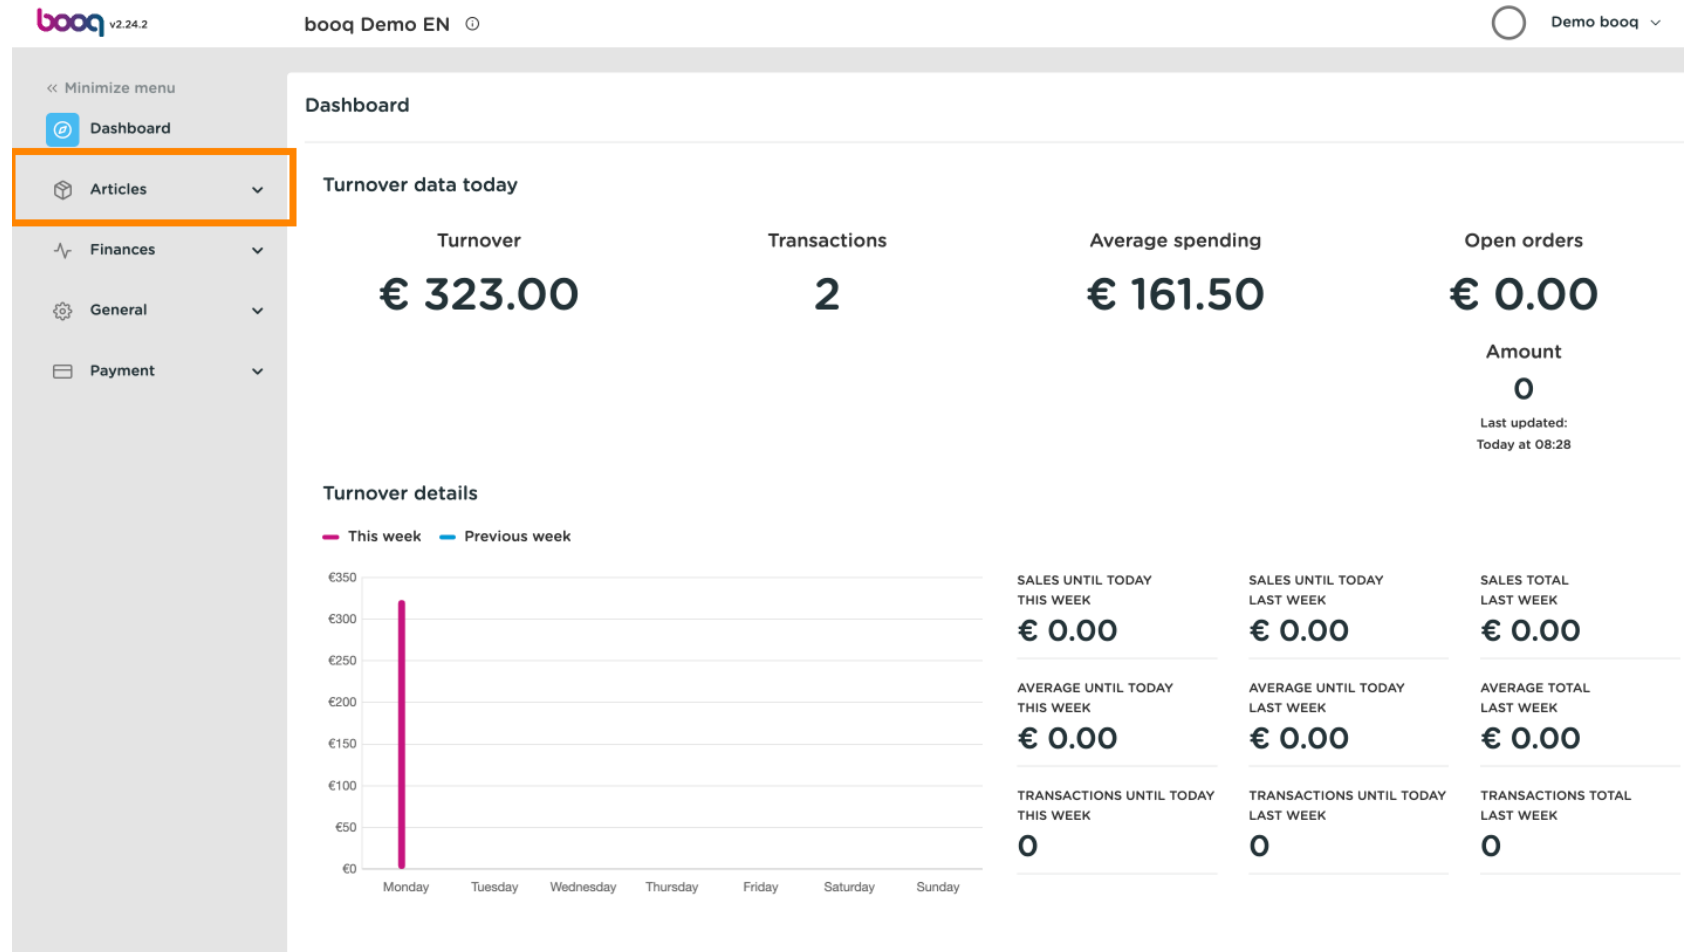 booq v2.24.2
booq Demo EN
Demo booq
Minimize menu
Dashboard
Articles
Finances
General
Payment
Dashboard
Turnover data today
Turnover
€ 323.00
Transactions
2
Average spending
€ 161.50
Open orders
€ 0.00
Amount
0
Last updated:
Today at 08:28
Turnover details
This week
Previous week
€350
€300
€250
€200
€150
€100
€50
€0
Monday Tuesday Wednesday Thursday Friday Saturday Sunday
SALES UNTIL TODAY
THIS WEEK
€ 0.00
SALES UNTIL TODAY
LAST WEEK
€ 0.00
SALES TOTAL
LAST WEEK
€ 0.00
AVERAGE UNTIL TODAY
THIS WEEK
€ 0.00
AVERAGE UNTIL TODAY
LAST WEEK
€ 0.00
AVERAGE TOTAL
LAST WEEK
€ 0.00
TRANSACTIONS UNTIL TODAY
THIS WEEK
0
TRANSACTIONS UNTIL TODAY
LAST WEEK
0
TRANSACTIONS TOTAL
LAST WEEK
0